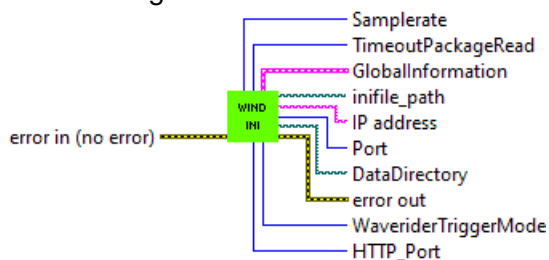 Samplerate
TimeoutPackageRead
GlobalInformation
inifile_path
IP address
Port
DataDirectory
error out
WaveriderTriggerMode
HTTP_Port
WIND
INI
error in (no error)